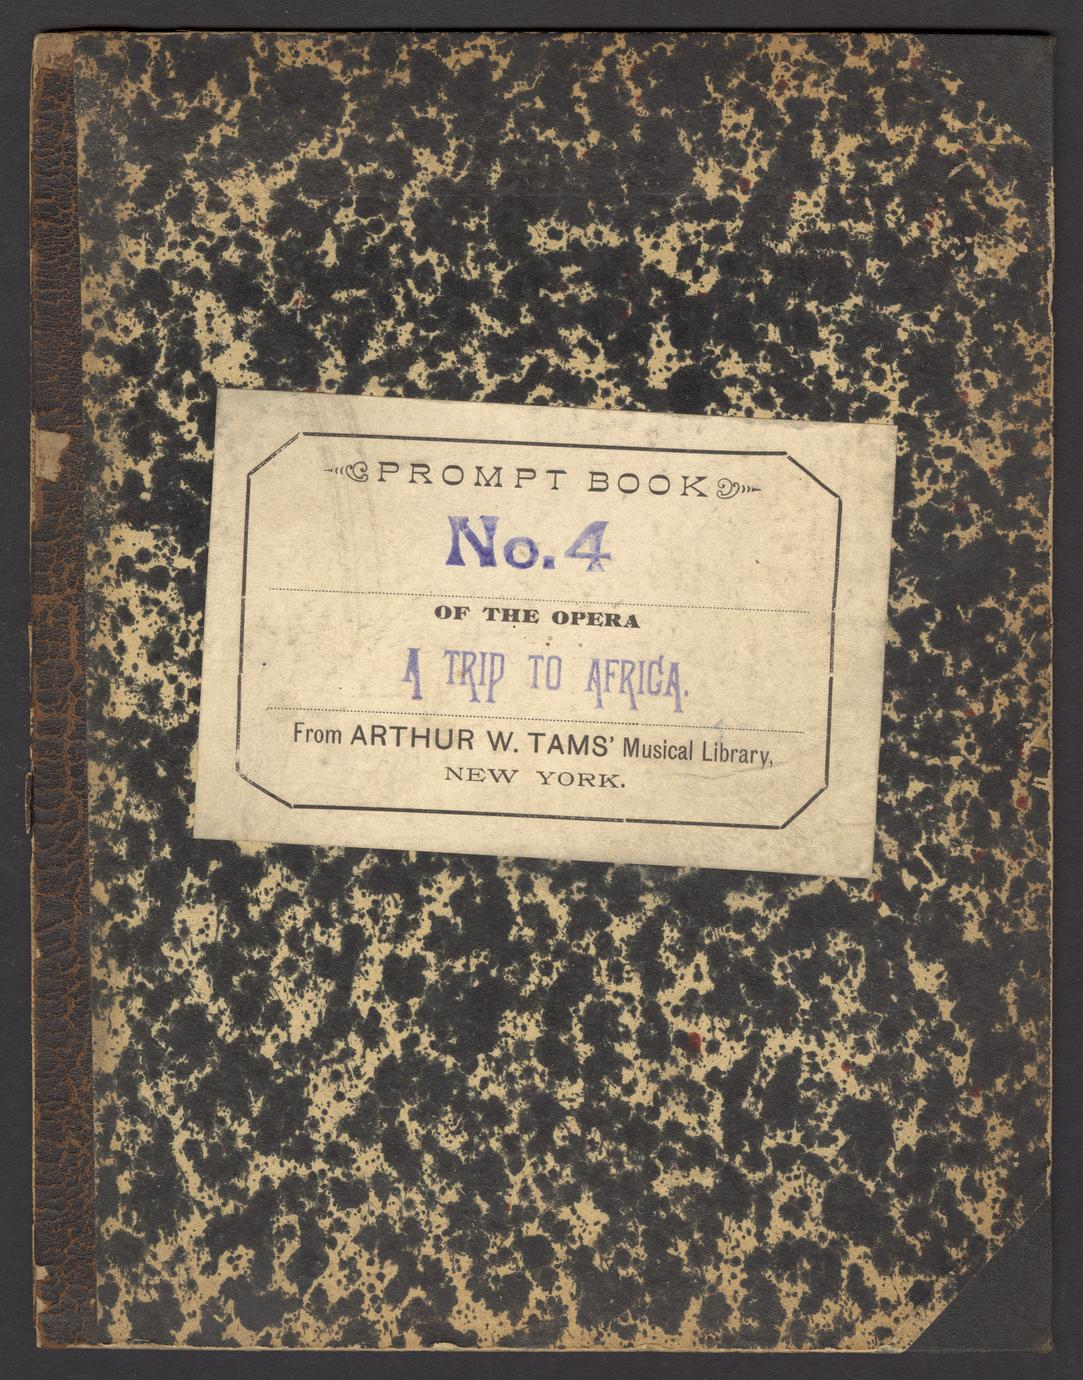 PROMPT BOOK
No. 4
OF THE OPERA
A TRIP TO AFRICA.
From ARTHUR W. TAMS' Musical Library,
NEW YORK.